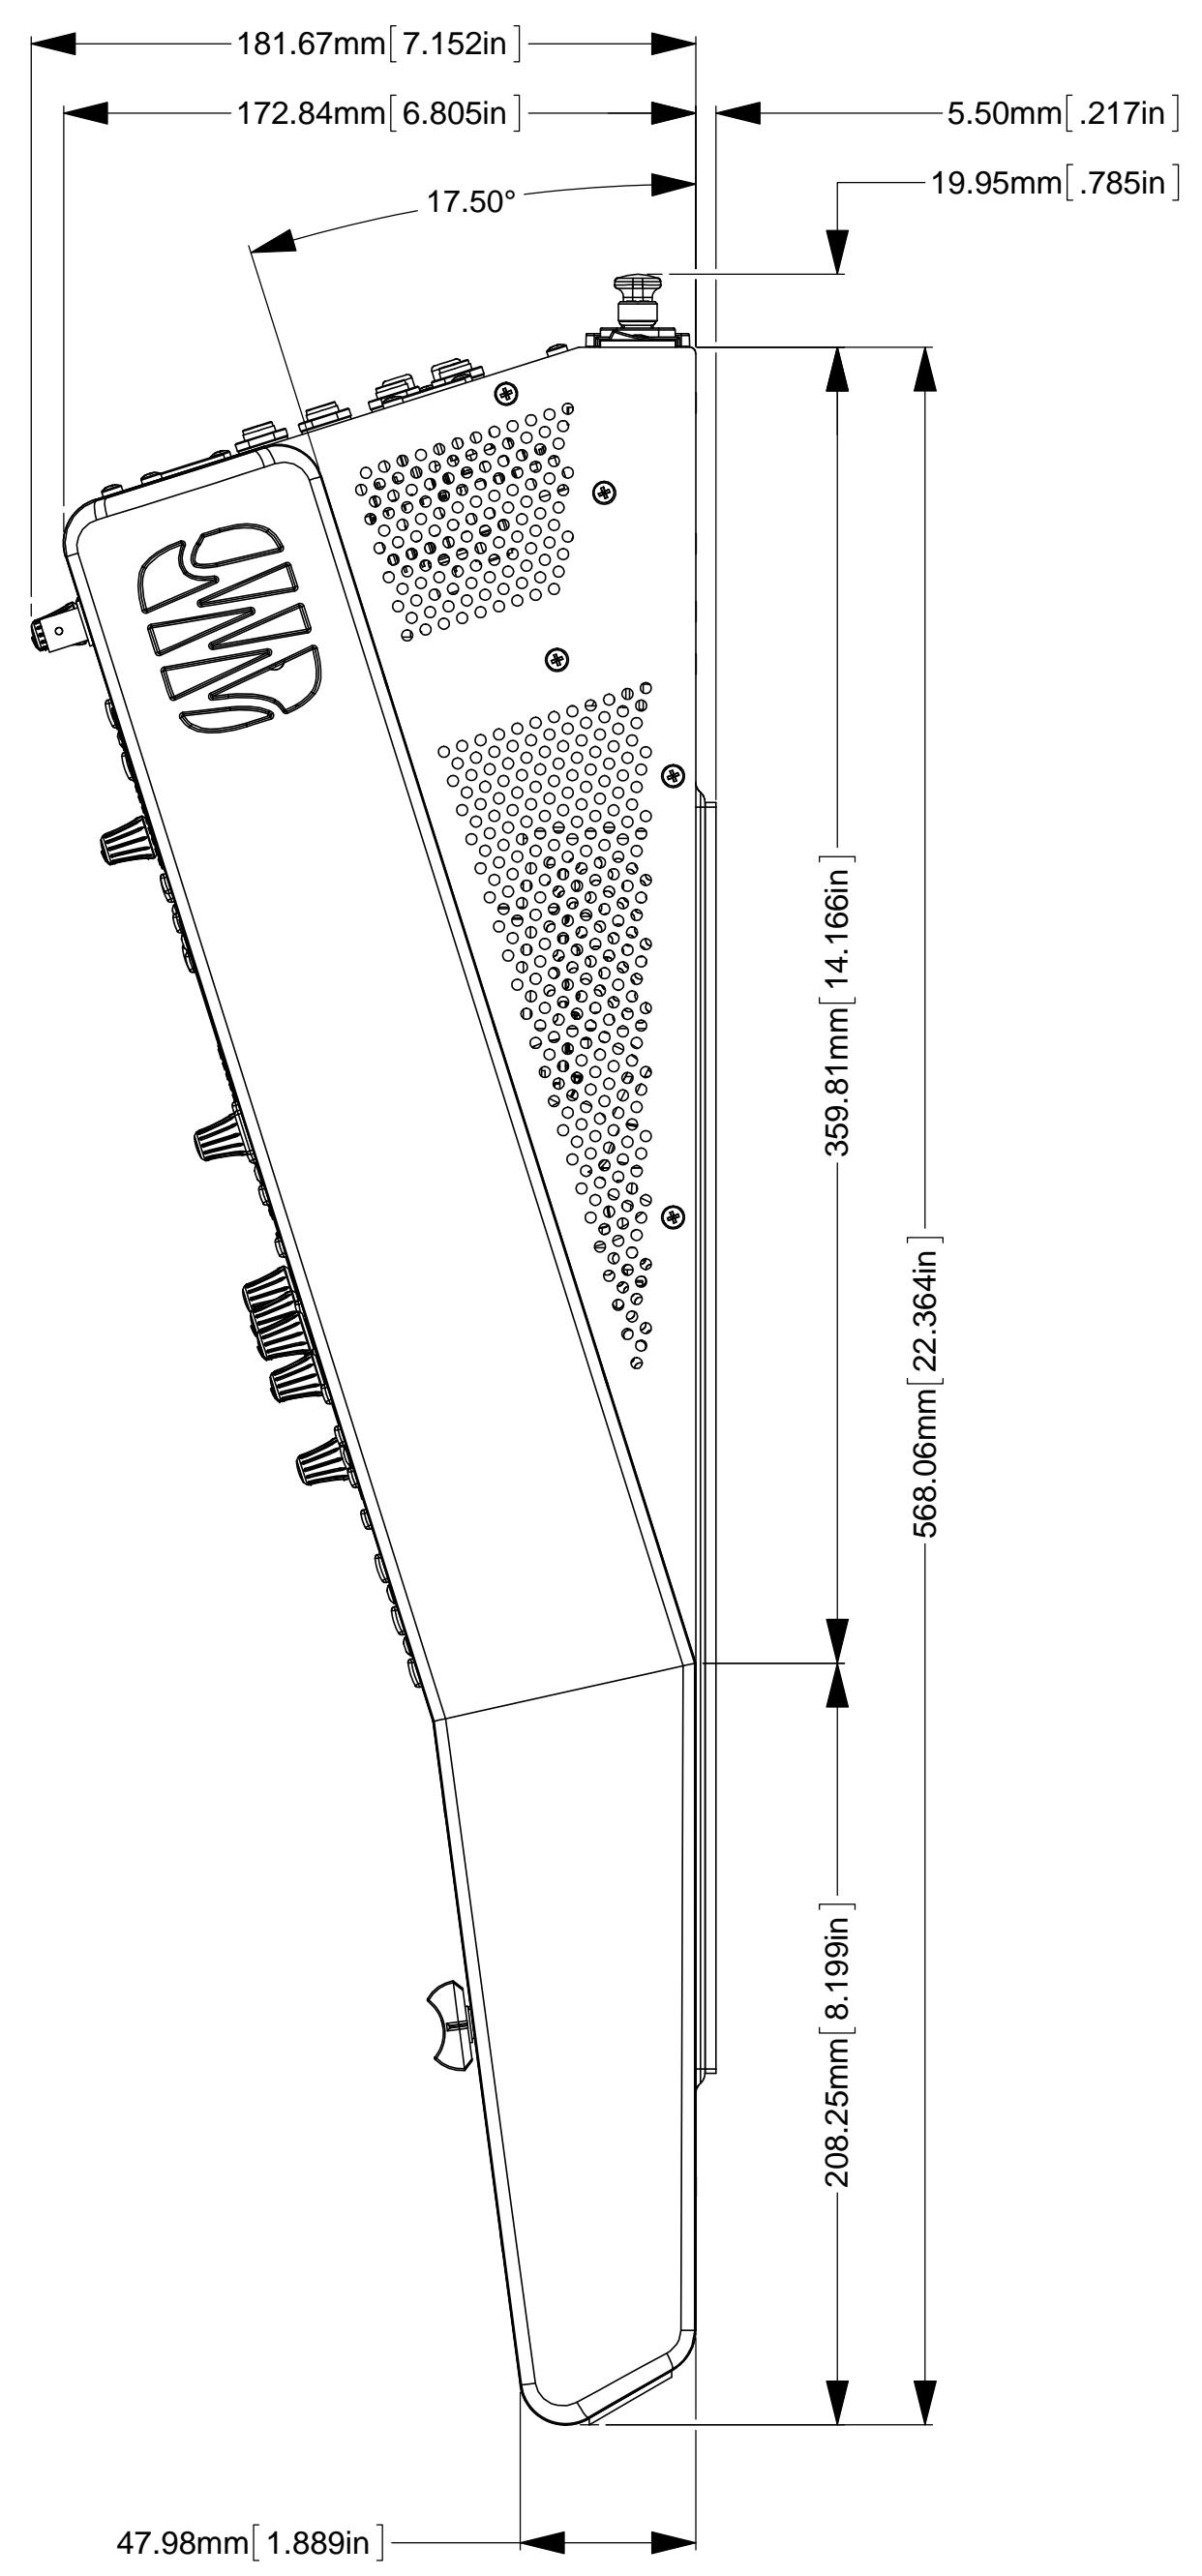 181.67mm[ 7.152in ]
172.84mm[ 6.805in ]
5.50mm[ .217in ]
19.95mm[ .785in ]
17.50°
359.81mm[ 14.166in ]
568.06mm[ 22.364in ]
208.25mm[ 8.199in ]
47.98mm[ 1.889in ]